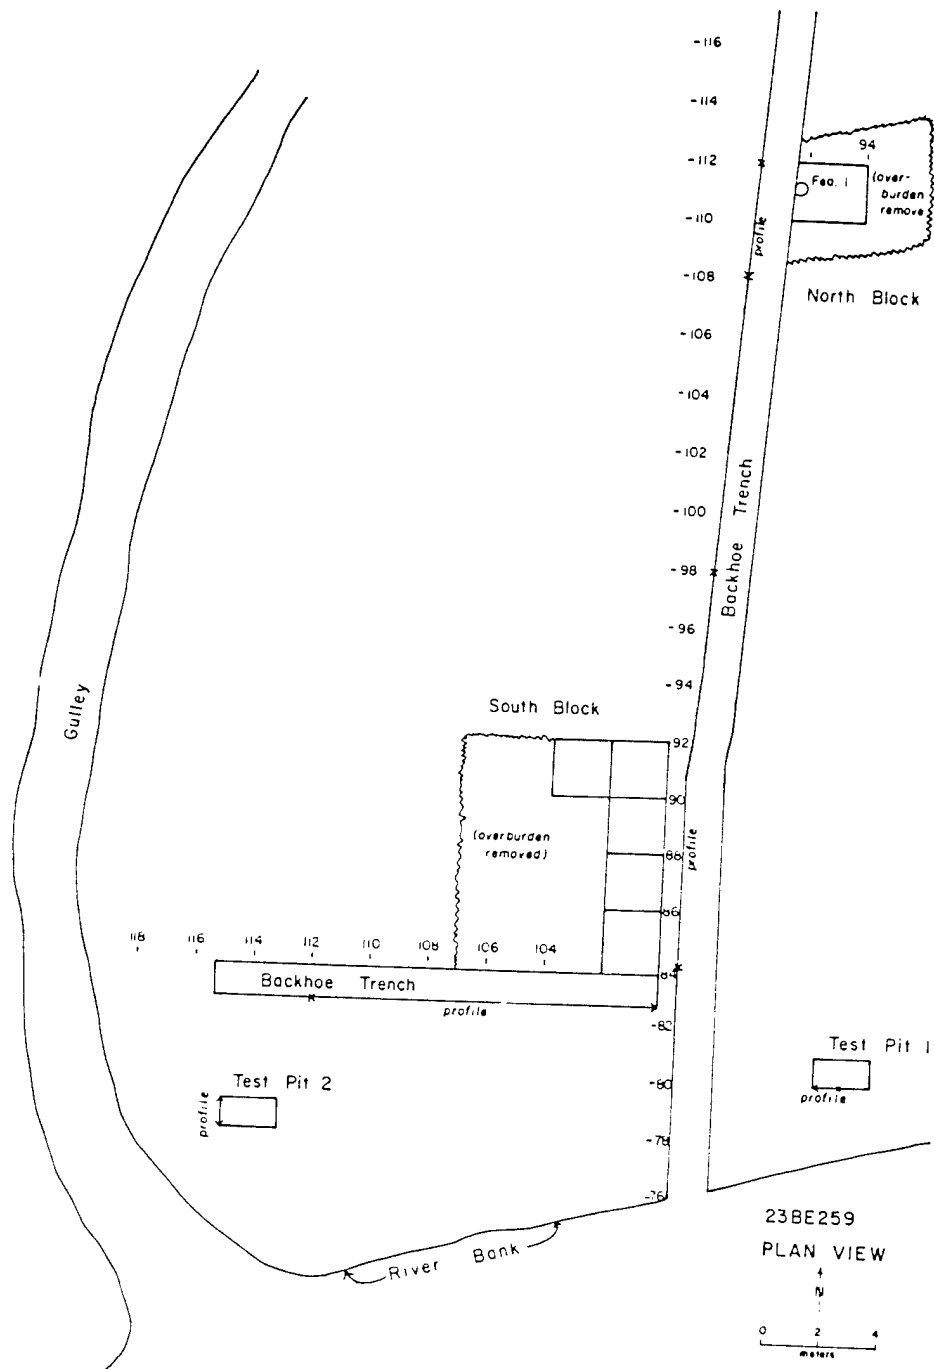 -116
-114
-112
94
Fea. 1
(over-
burden
remove
-110
profile
-108
North Block
-106
-104
-102
-100
Backhoe Trench
-98
-96
-94
Gulley
South Block
92
90
(overburden
removed)
88
profile
86
118
116
114
112
110
108
106
104
84
Backhoe Trench
profile
-82
Test Pit 1
-80
profile
Test Pit 2
profile
-78
-76
River Bank
23BE259
PLAN VIEW
N
0 2 4
meters